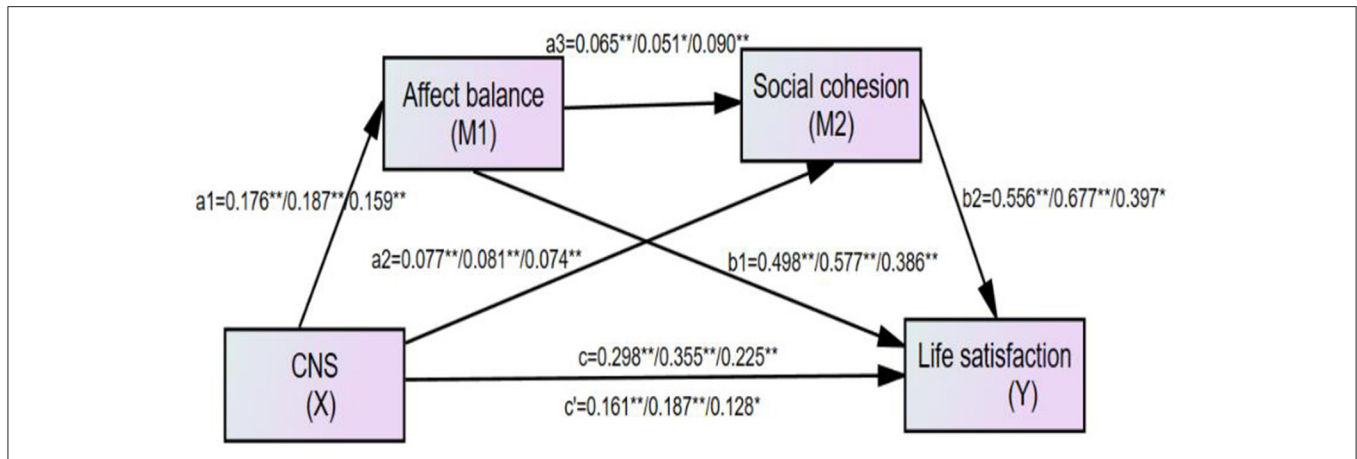 a3=0.065**/0.051*/0.090**
Affect balance
(M1)
Social cohesion
(M2)
a1=0.176**/0.187**/0.159**
b2=0.556**/0.677**/0.397*
a2=0.077**/0.081**/0.074**
b1=0.498**/0.577**/0.386**
CNS
(X)
c=0.298**/0.355**/0.225**
c'=0.161**/0.187**/0.128*
Life satisfaction
(Y)